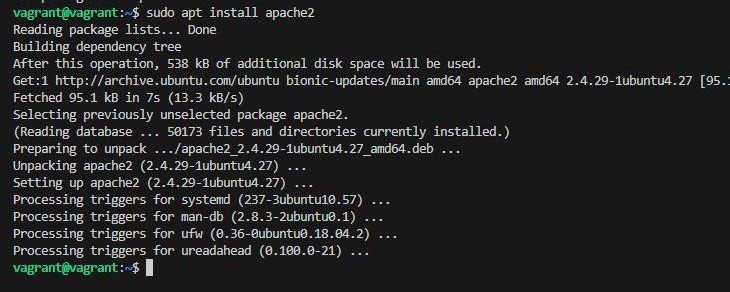 vagrant@vagrant:~$ sudo apt install apache2
Reading package lists... Done
Building dependency tree
After this operation, 538 kB of additional disk space will be used.
Get:1 http://archive.ubuntu.com/ubuntu bionic-updates/main amd64 apache2 amd64 2.4.29-1ubuntu4.27 [95.1
Fetched 95.1 kB in 7s (13.3 kB/s)
Selecting previously unselected package apache2.
(Reading database ... 50173 files and directories currently installed.)
Preparing to unpack .../apache2_2.4.29-1ubuntu4.27_amd64.deb ...
Unpacking apache2 (2.4.29-1ubuntu4.27) ...
Setting up apache2 (2.4.29-1ubuntu4.27) ...
Processing triggers for systemd (237-3ubuntu10.57) ...
Processing triggers for man-db (2.8.3-2ubuntu0.1) ...
Processing triggers for ufw (0.36-0ubuntu0.18.04.2) ...
Processing triggers for ureadahead (0.100.0-21) ...
vagrant@vagrant:~$